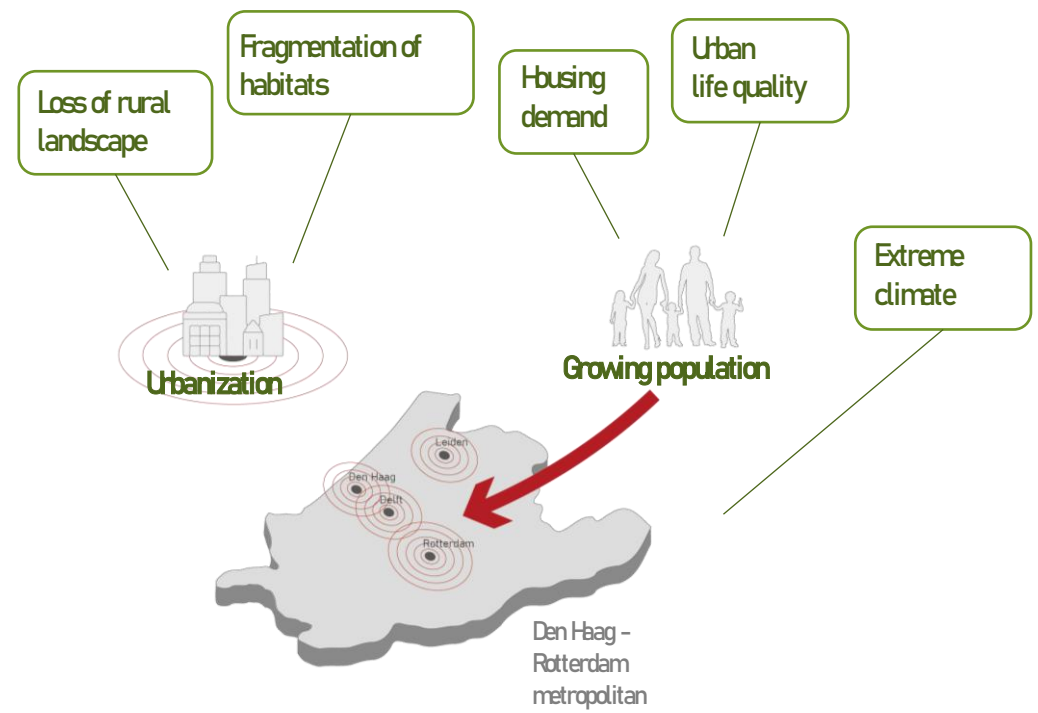 Fragmentation of
habitats
Loss of rural
landscape
Housing
demand
Urban
life quality
Extreme
climate
Urbanization
Growing population
Leiden
Den Haag
Delft
Rotterdam
Den Haag -
Rotterdam
metropolitan